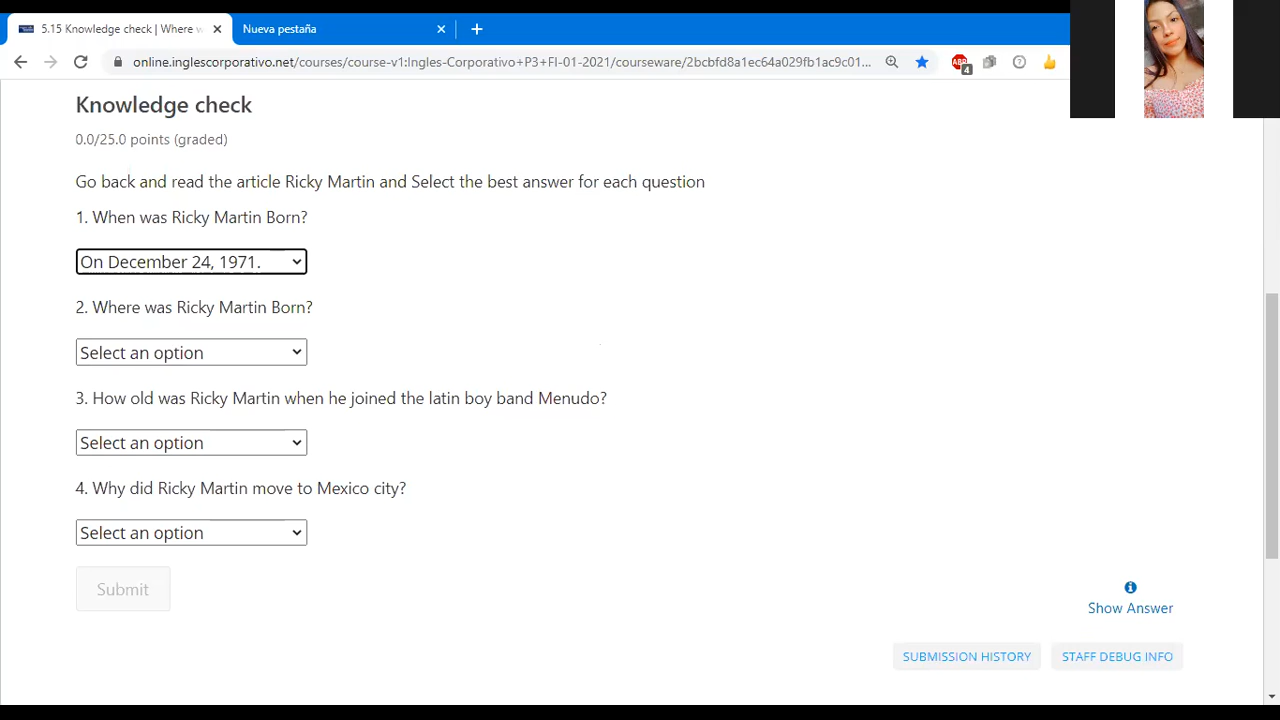 5.15 Knowledge check | Where w
Nueva pestaña
online.inglescorporativo.net/courses/course-v1:Ingles-Corporativo+P3+FI-01-2021/courseware/2bcbfd8a1ec64a029fb1ac9c01...
ABP
4
Knowledge check
0.0/25.0 points (graded)
Go back and read the article Ricky Martin and Select the best answer for each question
1. When was Ricky Martin Born?
On December 24, 1971.
2. Where was Ricky Martin Born?
Select an option
3. How old was Ricky Martin when he joined the latin boy band Menudo?
Select an option
4. Why did Ricky Martin move to Mexico city?
Select an option
Submit
Show Answer
SUBMISSION HISTORY
STAFF DEBUG INFO